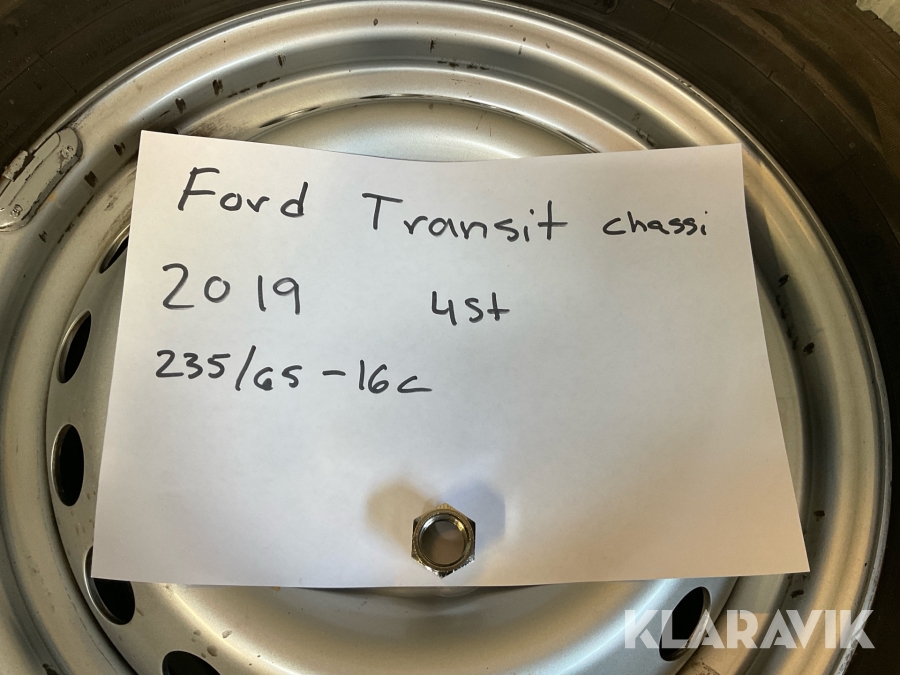 Ford Transit chassi
2019 4st
235/65-16c
KLARAVIK